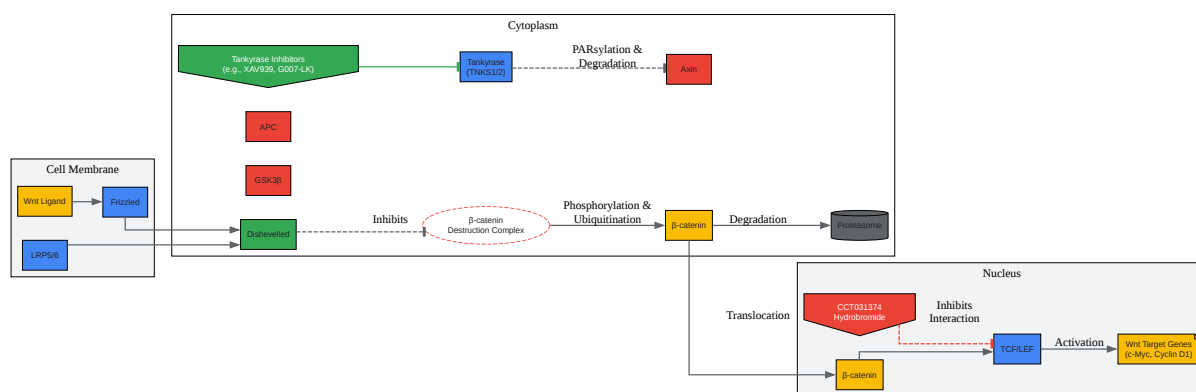 Cytoplasm
Tankyrase Inhibitors
(e.g., XAV939, G007-LK)
Tankyrase
(TNKS1/2)
PARsylation &
Degradation
Axin
APC
GSK3β
Cell Membrane
Wnt Ligand
Frizzled
LRP5/6
Dishevelled
Inhibits
β-catenin
Destruction Complex
Phosphorylation &
Ubiquitination
β-catenin
Degradation
Proteasome
Translocation
Nucleus
CCT031374
Hydrobromide
Inhibits
Interaction
β-catenin
TCF/LEF
Activation
Wnt Target Genes
(c-Myc, Cyclin D1)